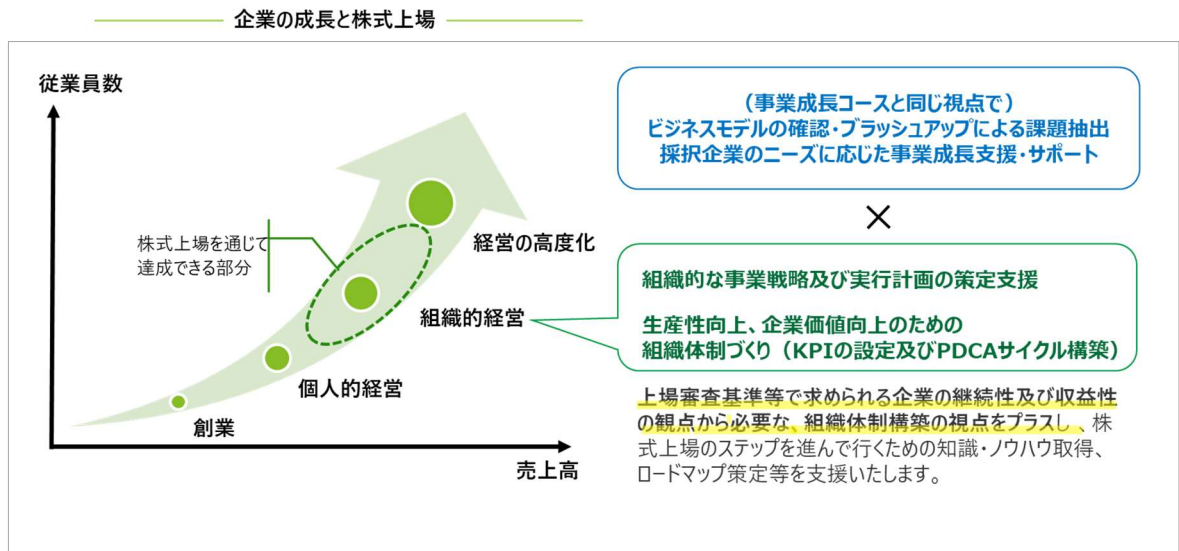 企業の成長と株式上場
従業員数
株式上場を通じて
達成できる部分
経営の高度化
組織的経営
個人的経営
創業
売上高
（事業成長コースと同じ視点で）
ビジネスモデルの確認・ブラッシュアップによる課題抽出
採択企業のニーズに応じた事業成長支援・サポート
×
組織的な事業戦略及び実行計画の策定支援
生産性向上、企業価値向上のための
組織体制づくり（KPIの設定及びPDCAサイクル構築）
上場審査基準等で求められる企業の継続性及び収益性
の観点から必要な、組織体制構築の視点をプラスし、株
式上場のステップを進んで行くための知識・ノウハウ取得、
ロードマップ策定等を支援いたします。